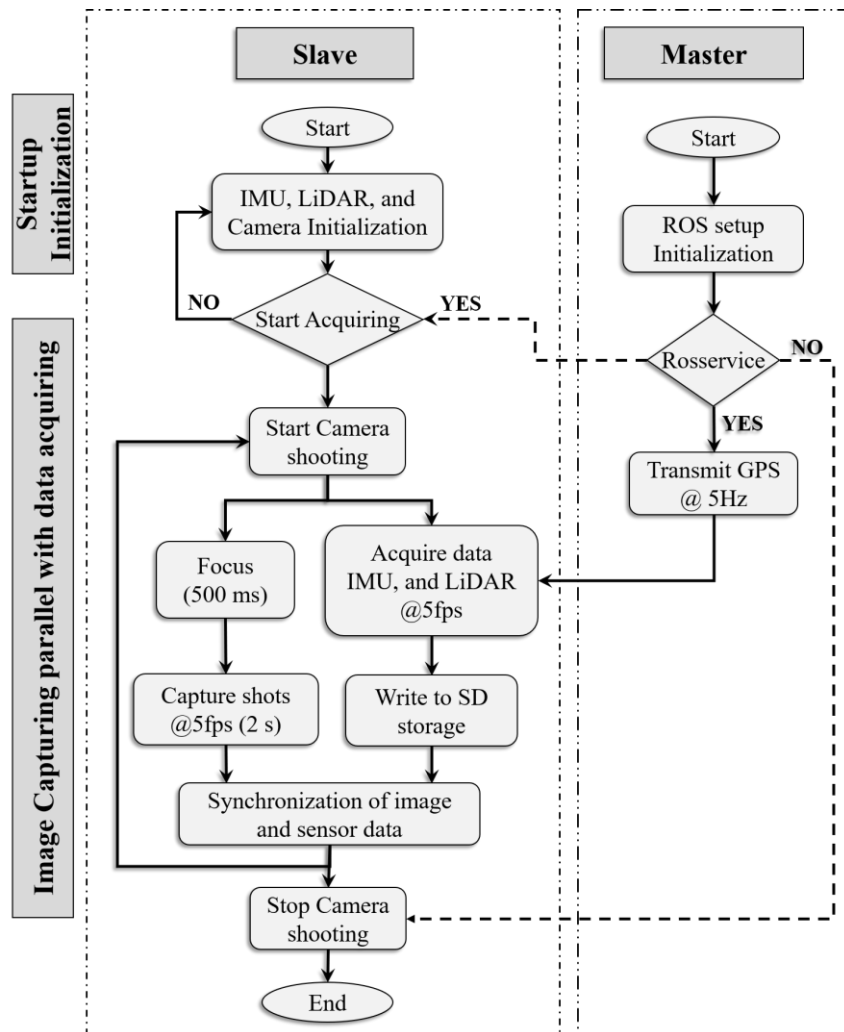 Slave
Master
Startup
Initialization
Start
Start
IMU, LiDAR, and
Camera Initialization
ROS setup
Initialization
NO
YES
Start Acquiring
Rosservice
NO
YES
Image Capturing parallel with data acquiring
Start Camera
shooting
Transmit GPS
@ 5Hz
Focus
(500 ms)
Acquire data
IMU, and LiDAR
@5fps
Capture shots
@5fps (2 s)
Write to SD
storage
Synchronization of image
and sensor data
Stop Camera
shooting
End